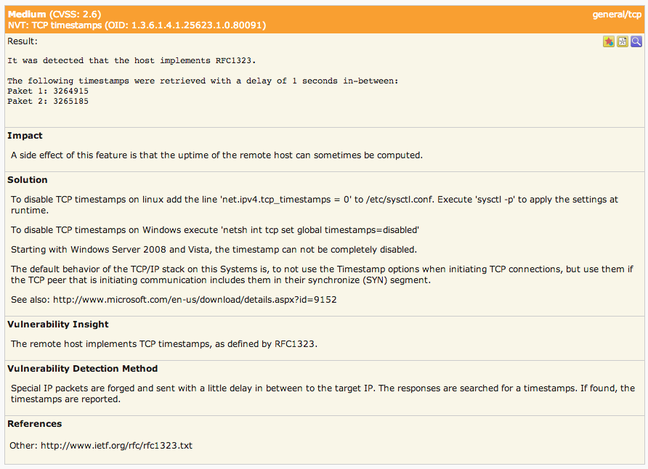 Medium (CVSS: 2.6) general/tcp
NVT: TCP timestamps (OID: 1.3.6.1.4.1.25623.1.0.80091)
Result:
It was detected that the host implements RFC1323.
The following timestamps were retrieved with a delay of 1 seconds in-between:
Paket 1: 3264915
Paket 2: 3265185
Impact
A side effect of this feature is that the uptime of the remote host can sometimes be computed.
Solution
To disable TCP timestamps on linux add the line 'net.ipv4.tcp_timestamps = 0' to /etc/sysctl.conf. Execute 'sysctl -p' to apply the settings at
runtime.
To disable TCP timestamps on Windows execute 'netsh int tcp set global timestamps=disabled'
Starting with Windows Server 2008 and Vista, the timestamp can not be completely disabled.
The default behavior of the TCP/IP stack on this Systems is, to not use the Timestamp options when initiating TCP connections, but use them if
the TCP peer that is initiating communication includes them in their synchronize (SYN) segment.
See also: http://www.microsoft.com/en-us/download/details.aspx?id=9152
Vulnerability Insight
The remote host implements TCP timestamps, as defined by RFC1323.
Vulnerability Detection Method
Special IP packets are forged and sent with a little delay in between to the target IP. The responses are searched for a timestamps. If found, the
timestamps are reported.
References
Other: http://www.ietf.org/rfc/rfc1323.txt